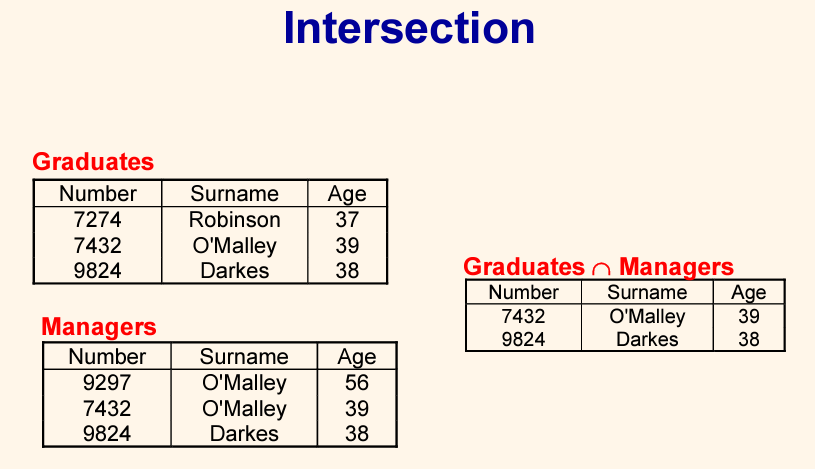 Intersection
Graduates
Number Surname Age
7274 Robinson 37
7432 O'Malley 39
9824 Darkes 38
Managers
Number Surname Age
9297 O'Malley 56
7432 O'Malley 39
9824 Darkes 38
Graduates ∩ Managers
Number Surname Age
7432 O'Malley 39
9824 Darkes 38